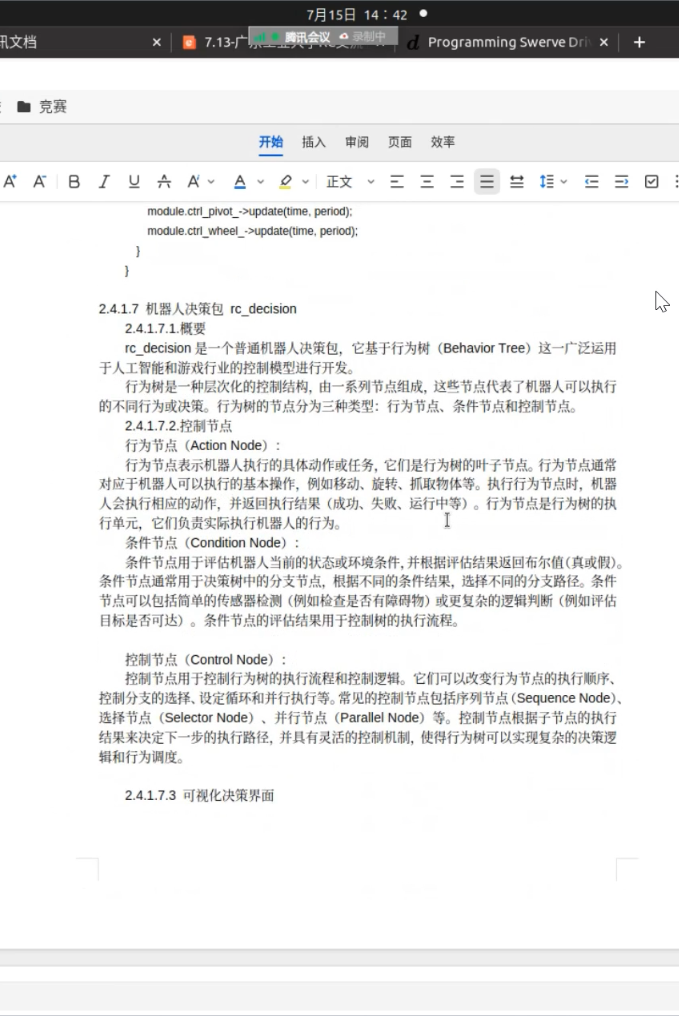 7月15日 14：42
讯文档
7.13-广东工业大学
腾讯会议 录制中
Programming Swerve Dri
竞赛
开始 插入 审阅 页面 效率
正文
module.ctrl_pivot_->update(time, period);
module.ctrl_wheel_->update(time, period);
}
}
2.4.1.7 机器人决策包 rc_decision
2.4.1.7.1.概要
rc_decision 是一个普通机器人决策包，它基于行为树（Behavior Tree）这一广泛运用
于人工智能和游戏行业的控制模型进行开发。
行为树是一种层次化的控制结构，由一系列节点组成，这些节点代表了机器人可以执行
的不同行为或决策。行为树的节点分为三种类型：行为节点、条件节点和控制节点。
2.4.1.7.2.控制节点
行为节点（Action Node）:
行为节点表示机器人执行的具体动作或任务，它们是行为树的叶子节点。行为节点通常
对应于机器人可以执行的基本操作，例如移动、旋转、抓取物体等。执行行为节点时，机器
人会执行相应的动作，并返回执行结果（成功、失败、运行中等）。行为节点是行为树的执
行单元，它们负责实际执行机器人的行为。
条件节点（Condition Node）:
条件节点用于评估机器人当前的状态或环境条件,并根据评估结果返回布尔值(真或假)。
条件节点通常用于决策树中的分支节点，根据不同的条件结果，选择不同的分支路径。条件
节点可以包括简单的传感器检测（例如检查是否有障碍物）或更复杂的逻辑判断（例如评估
目标是否可达）。条件节点的评估结果用于控制树的执行流程。
控制节点（Control Node）:
控制节点用于控制行为树的执行流程和控制逻辑。它们可以改变行为节点的执行顺序、
控制分支的选择、设定循环和并行执行等。常见的控制节点包括序列节点（Sequence Node）、
选择节点（Selector Node）、并行节点（Parallel Node）等。控制节点根据子节点的执行
结果来决定下一步的执行路径，并具有灵活的控制机制，使得行为树可以实现复杂的决策逻
辑和行为调度。
2.4.1.7.3 可视化决策界面